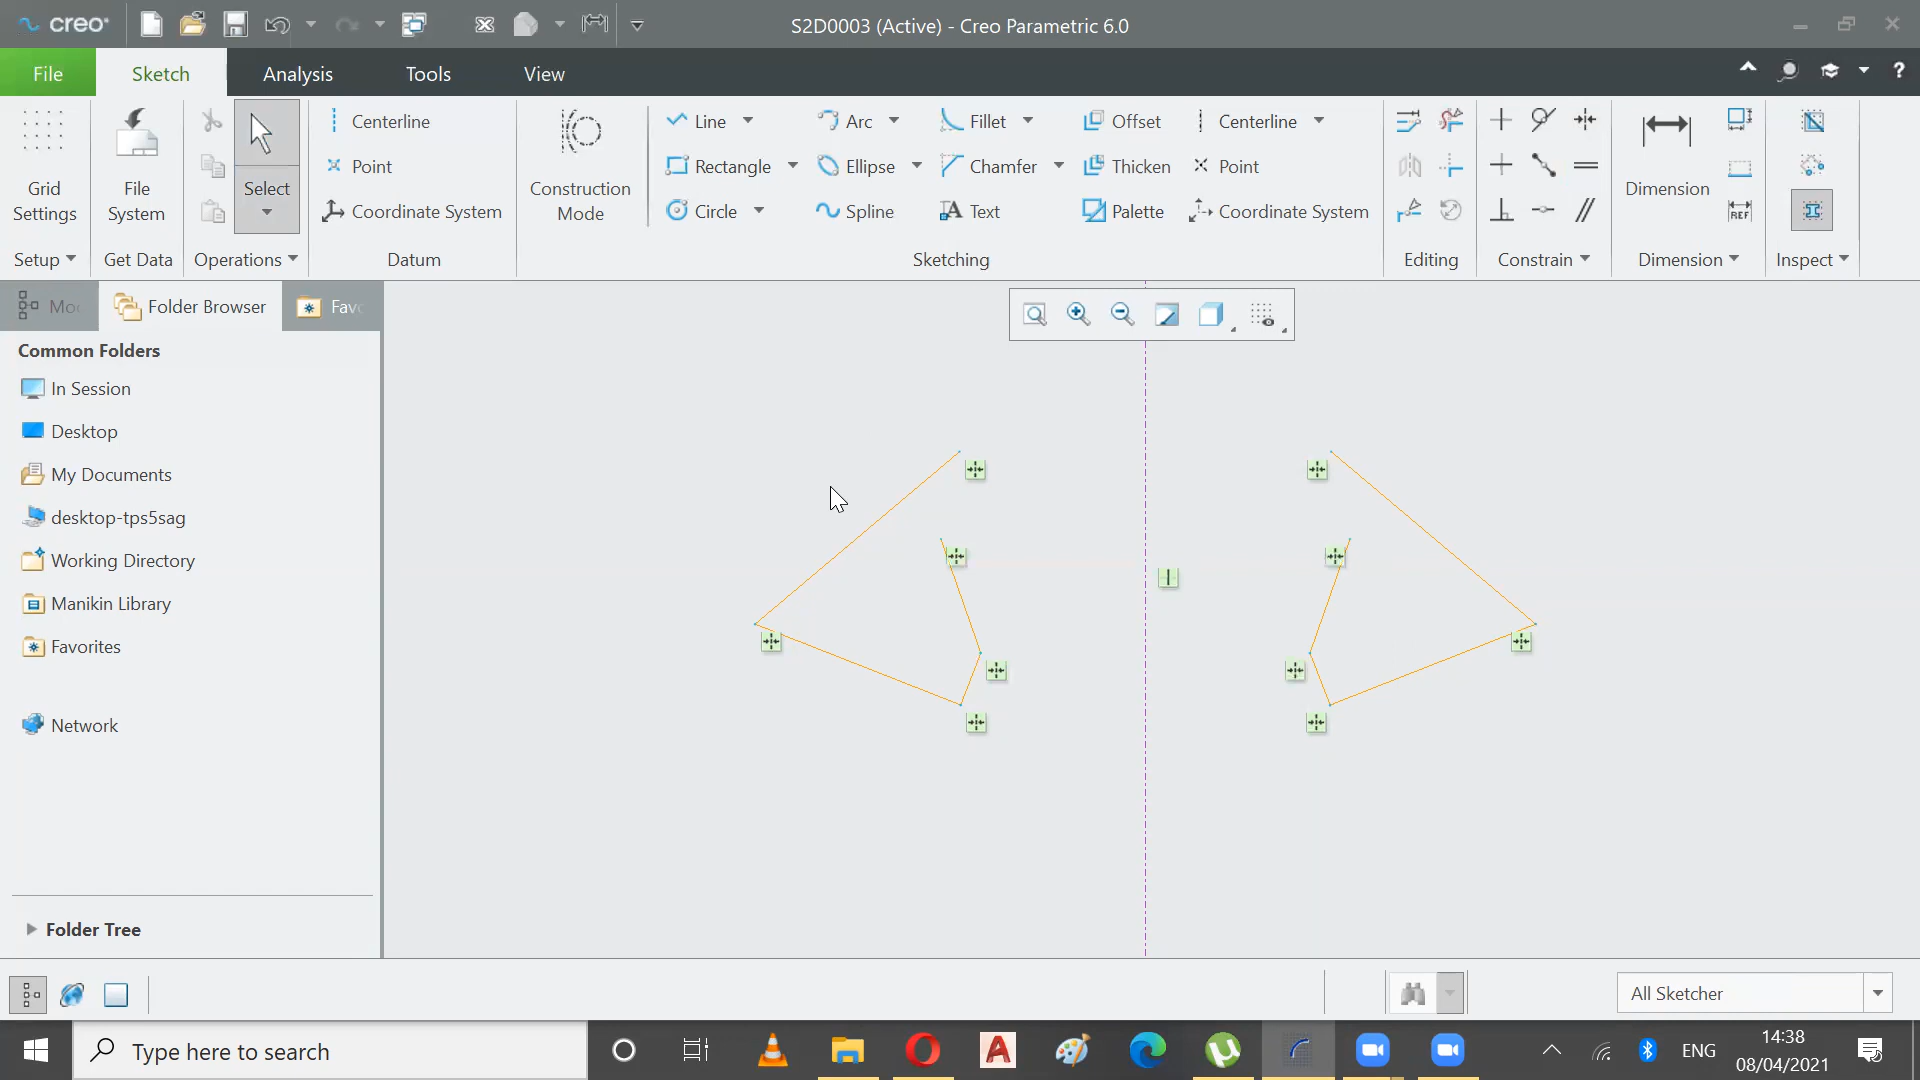 creo
S2D0003 (Active) - Creo Parametric 6.0
File
Sketch
Analysis
Tools
View
?
Grid
Settings
Setup
File
System
Get Data
Select
Operations
Centerline
Point
Coordinate System
Datum
Construction
Mode
Line
Rectangle
Circle
Arc
Ellipse
Spline
Fillet
Chamfer
Text
Offset
Thicken
Palette
Centerline
Point
Coordinate System
Sketching
Editing
Constrain
Dimension
REF
Dimension
Inspect
Folder Browser
Common Folders
In Session
Desktop
My Documents
desktop-tps5sag
Working Directory
Manikin Library
Favorites
Network
Folder Tree
All Sketcher
Type here to search
ENG
14:38
08/04/2021